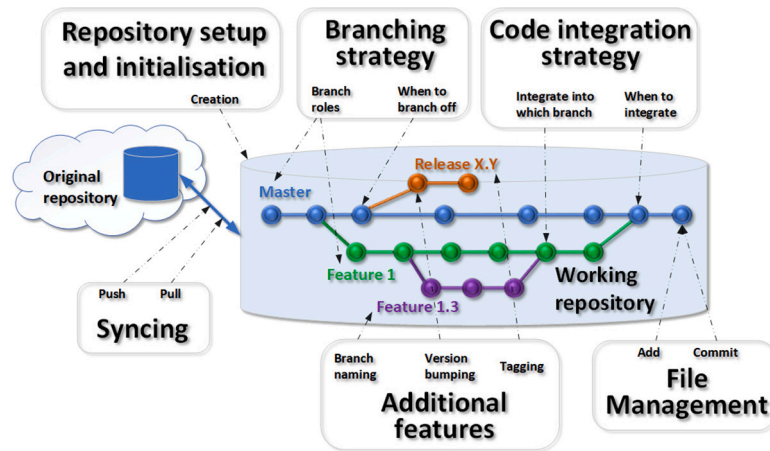 Repository setup
and initialisation
Creation
Branching
strategy
Branch
roles
When to
branch off
Code integration
strategy
Integrate into
which branch
When to
integrate
Original
repository
Release X.Y
Master
Feature 1
Working
repository
Feature 1.3
Push
Pull
Syncing
Branch
naming
Version
bumping
Tagging
Additional
features
Add
Commit
File
Management